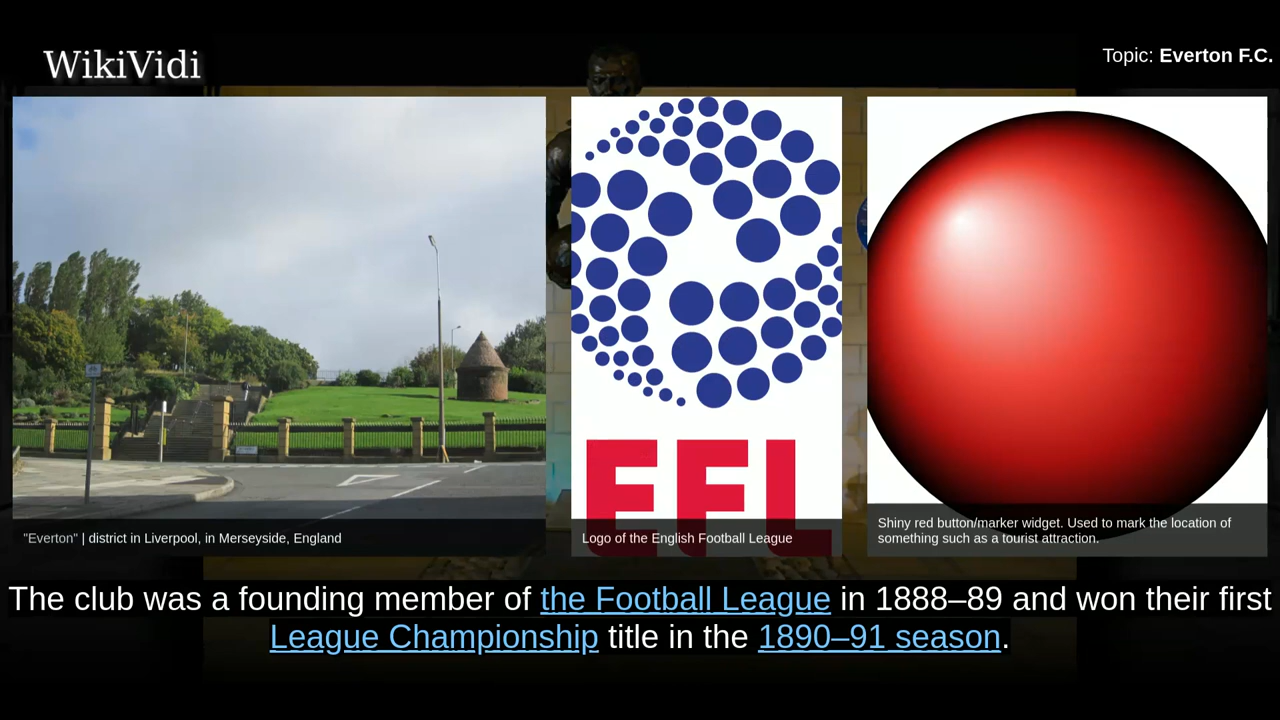 WikiVidi
Topic: Everton F.C.
EFL
"Everton" | district in Liverpool, in Merseyside, England
Logo of the English Football League
Shiny red button/marker widget. Used to mark the location of
something such as a tourist attraction.
The club was a founding member of the Football League in 1888–89 and won their first
League Championship title in the 1890–91 season.